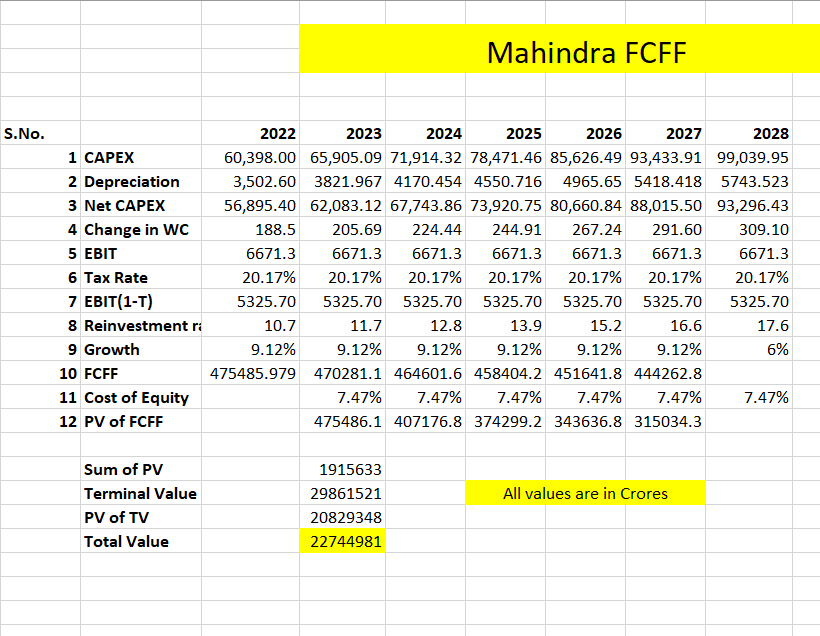 Mahindra FCFF
S.No. 2022 2023 2024 2025 2026 2027 2028
1 CAPEX 60,398.00 65,905.09 71,914.32 78,471.46 85,626.49 93,433.91 99,039.95
2 Depreciation 3,502.60 3821.967 4170.454 4550.716 4965.65 5418.418 5743.523
3 Net CAPEX 56,895.40 62,083.12 67,743.86 73,920.75 80,660.84 88,015.50 93,296.43
4 Change in WC 188.5 205.69 224.44 244.91 267.24 291.60 309.10
5 EBIT 6671.3 6671.3 6671.3 6671.3 6671.3 6671.3 6671.3
6 Tax Rate 20.17% 20.17% 20.17% 20.17% 20.17% 20.17% 20.17%
7 EBIT(1-T) 5325.70 5325.70 5325.70 5325.70 5325.70 5325.70 5325.70
8 Reinvestment ra 10.7 11.7 12.8 13.9 15.2 16.6 17.6
9 Growth 9.12% 9.12% 9.12% 9.12% 9.12% 9.12% 6%
10 FCFF 475485.979 470281.1 464601.6 458404.2 451641.8 444262.8
11 Cost of Equity 7.47% 7.47% 7.47% 7.47% 7.47% 7.47%
12 PV of FCFF 475486.1 407176.8 374299.2 343636.8 315034.3
Sum of PV 1915633
Terminal Value 29861521 All values are in Crores
PV of TV 20829348
Total Value 22744981